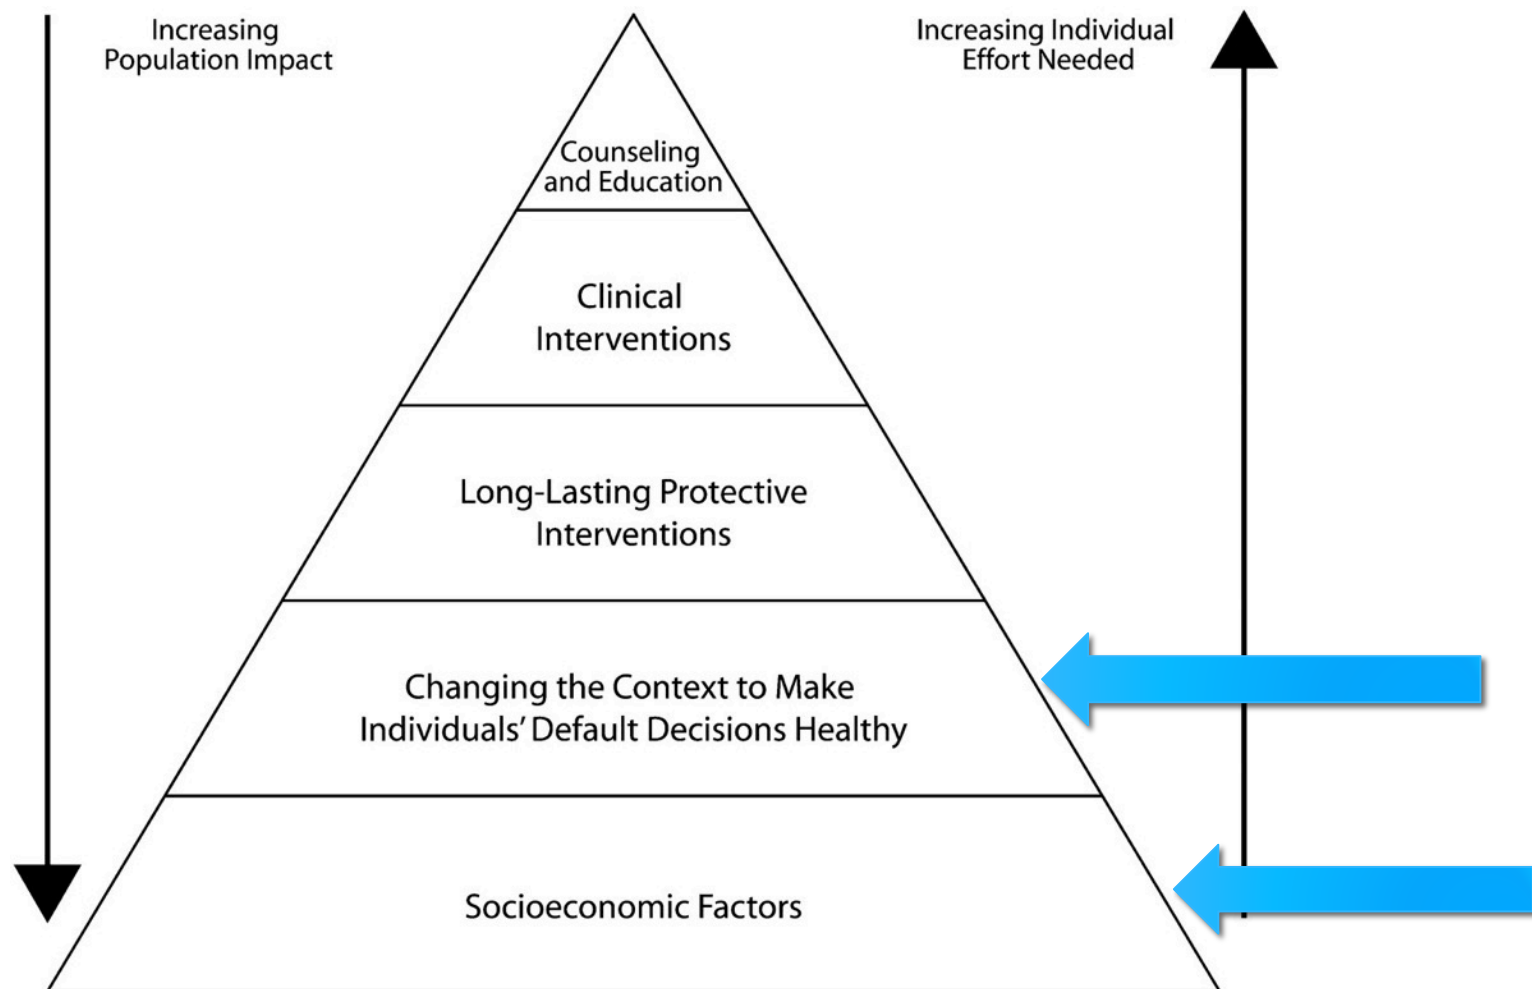 Increasing
Population Impact
Increasing Individual
Effort Needed
Counseling
and Education
Clinical
Interventions
Long-Lasting Protective
Interventions
Changing the Context to Make
Individuals’ Default Decisions Healthy
Socioeconomic Factors